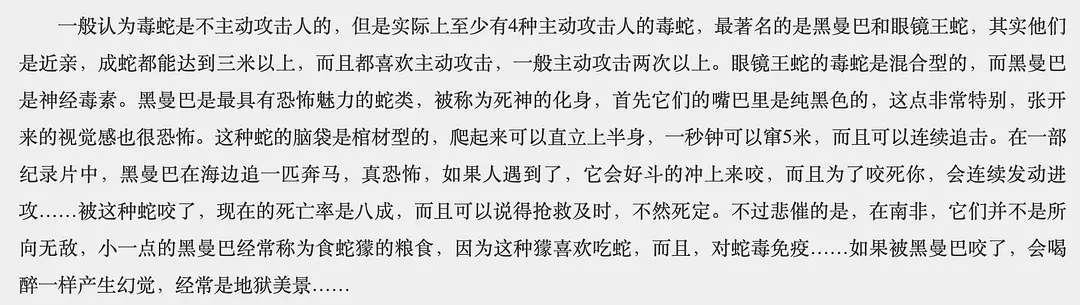 一般认为毒蛇是不主动攻击人的，但是实际上至少有4种主动攻击人的毒蛇，最著名的是黑曼巴和眼镜王蛇，其实他们
是近亲，成蛇都能达到三米以上，而且都喜欢主动攻击，一般主动攻击两次以上。眼镜王蛇的毒蛇是混合型的，而黑曼巴
是神经毒素。黑曼巴是最具有恐怖魅力的蛇类，被称为死神的化身，首先它们的嘴巴里是纯黑色的，这点非常特别，张开
来的视觉感也很恐怖。这种蛇的脑袋是棺材型的，爬起来可以直立上半身，一秒钟可以窜5米，而且可以连续追击。在一部
纪录片中，黑曼巴在海边追一匹奔马，真恐怖，如果人遇到了，它会好斗的冲上来咬，而且为了咬死你，会连续发动进
攻……被这种蛇咬了，现在的死亡率是八成，而且可以说得抢救及时，不然死定。不过悲催的是，在南非，它们并不是所
向无敌，小一点的黑曼巴经常称为食蛇獴的粮食，因为这种獴喜欢吃蛇，而且，对蛇毒免疫……如果被黑曼巴咬了，会喝
醉一样产生幻觉，经常是地狱美景……